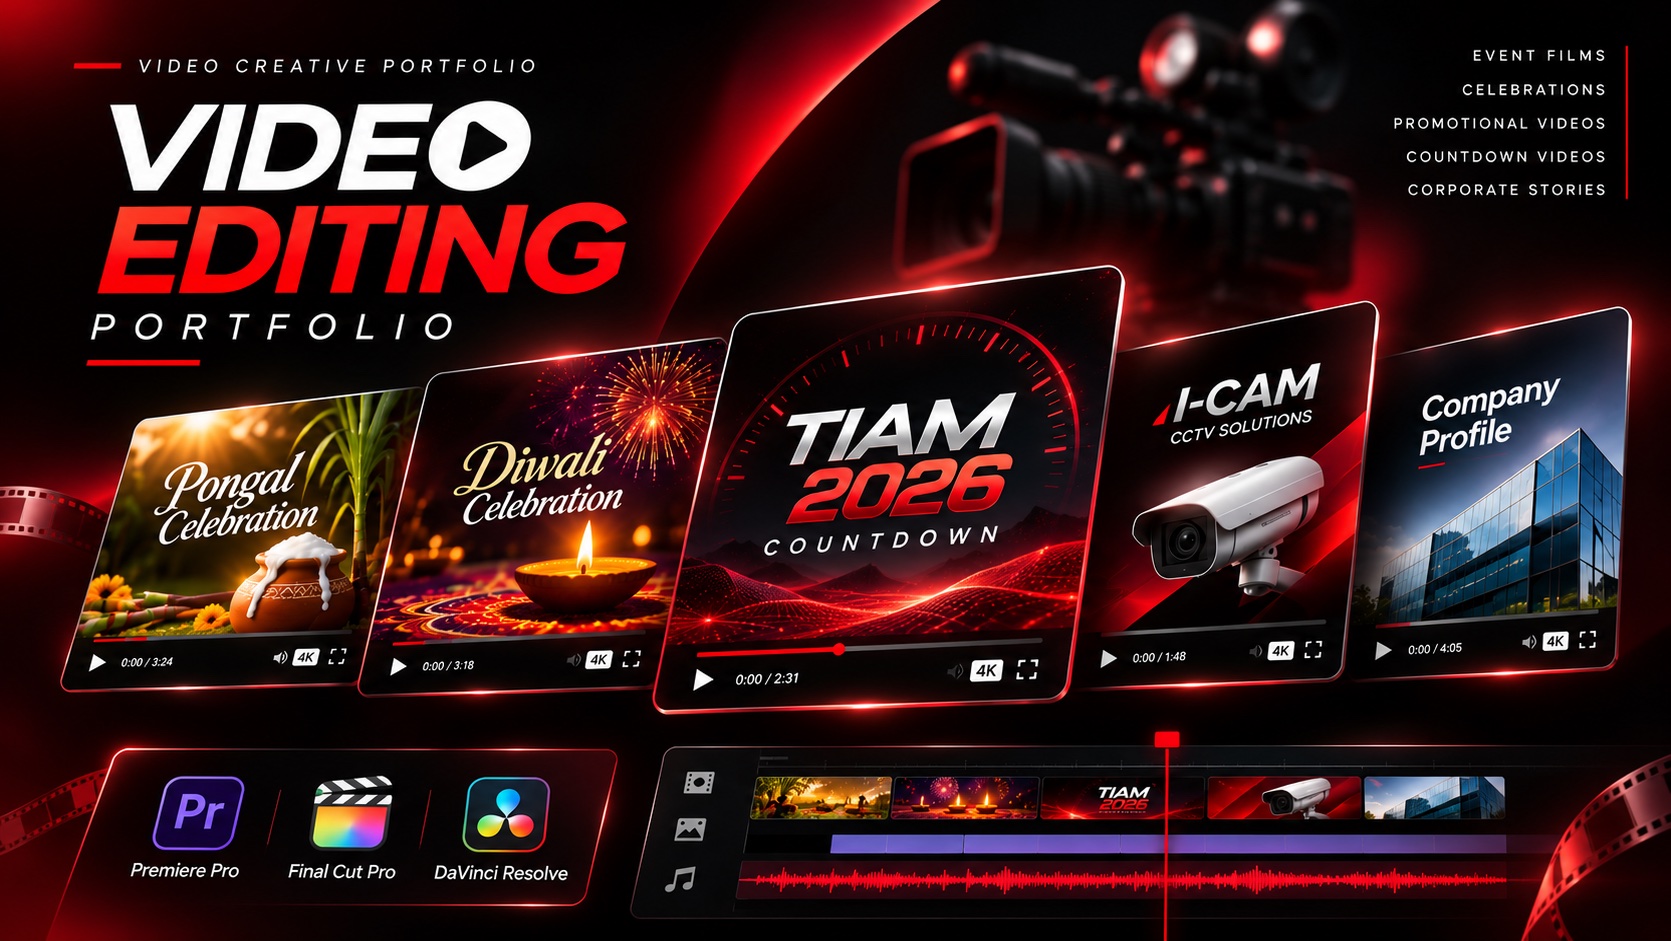 VIDEO CREATIVE PORTFOLIO
VIDEO
EDITING
PORTFOLIO
EVENT FILMS
CELEBRATIONS
PROMOTIONAL VIDEOS
COUNTDOWN VIDEOS
CORPORATE STORIES
Pongal
Celebration
0:00 / 3:24
4K
Diwali
Celebration
0:00 / 3:18
4K
TIAM
2026
COUNTDOWN
0:00 / 2:31
4K
I-CAM
CCTV SOLUTIONS
0:00 / 1:48
4K
Company
Profile
0:00 / 4:05
4K
Pr
Premiere Pro
Final Cut Pro
DaVinci Resolve
TIAM
2026